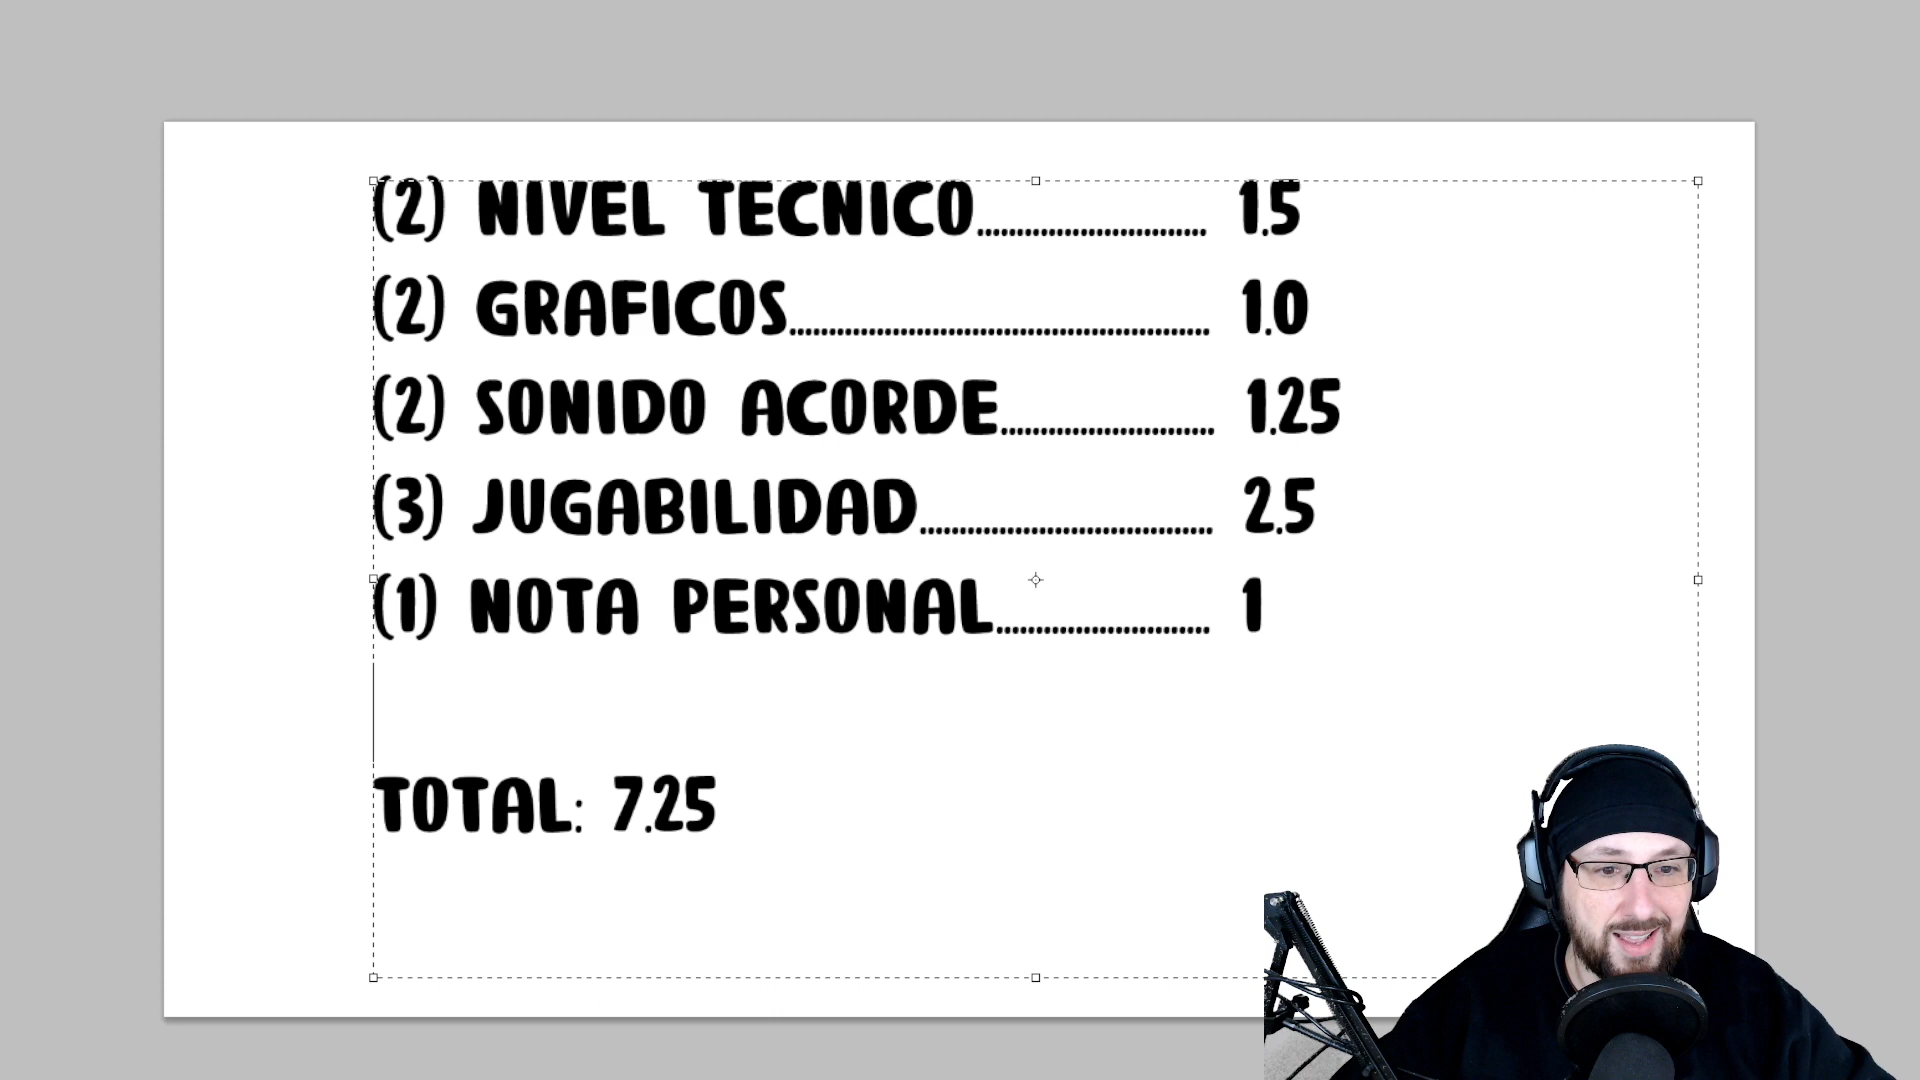 (2) NIVEL TECNICO............................. 1.5
(2) GRAFICOS..................................................... 1.0
(2) SONIDO ACORDE........................... 1.25
(3) JUGABILIDAD..................................... 2.5
(1) NOTA PERSONAL........................... 1
TOTAL: 7.25